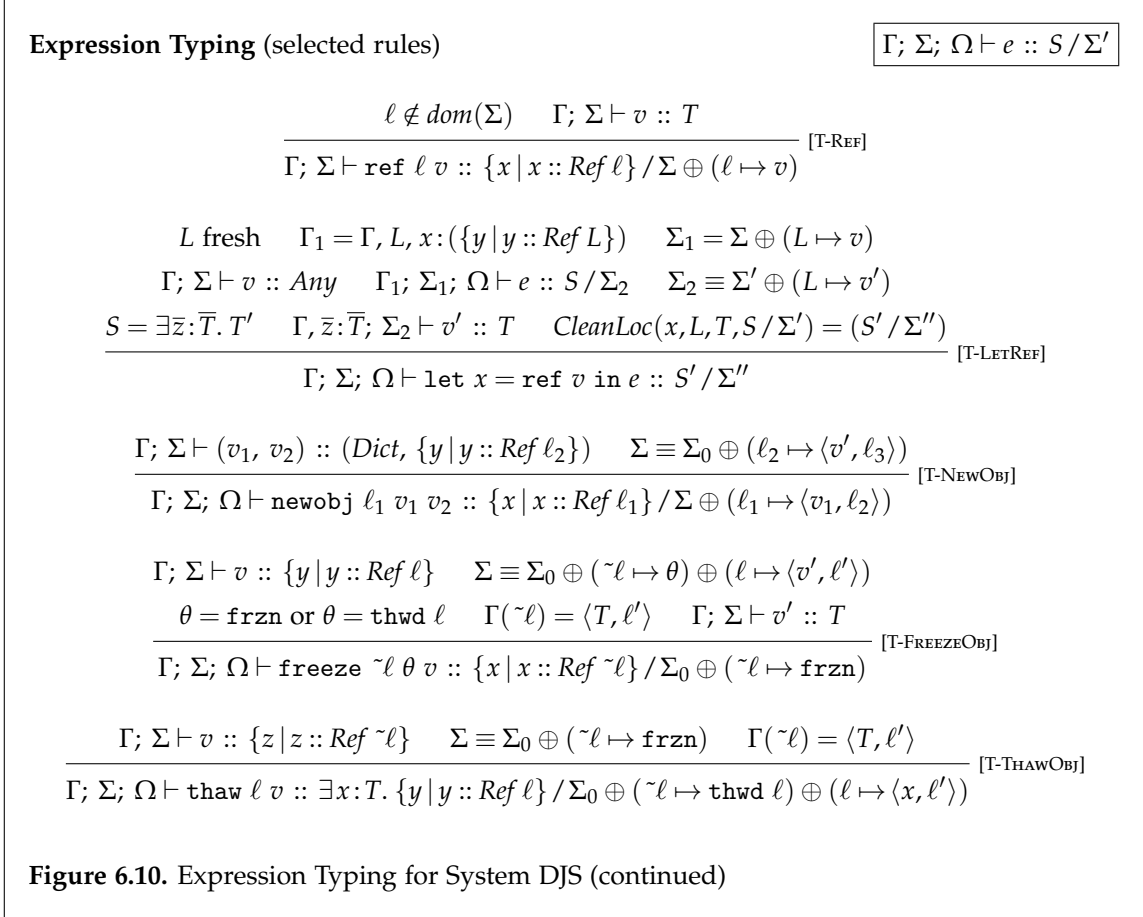 Expression Typing (selected rules) Γ; Σ; Ω ⊢ e :: S / Σ′
ℓ ∉ dom(Σ) Γ; Σ ⊢ v :: T
Γ; Σ ⊢ ref ℓ v :: {x | x :: Ref ℓ} / Σ ⊕ (ℓ ↦ v) [T-Ref]
L fresh Γ₁ = Γ, L, x : ({y | y :: Ref L}) Σ₁ = Σ ⊕ (L ↦ v)
Γ; Σ ⊢ v :: Any Γ₁; Σ₁; Ω ⊢ e :: S / Σ₂ Σ₂ ≡ Σ′ ⊕ (L ↦ v′)
S = ∃z̅ : T̅. T′ Γ, z̅ : T̅; Σ₂ ⊢ v′ :: T CleanLoc(x, L, T, S / Σ′) = (S′ / Σ″)
Γ; Σ; Ω ⊢ let x = ref v in e :: S′ / Σ″ [T-LetRef]
Γ; Σ ⊢ (v₁, v₂) :: (Dict, {y | y :: Ref ℓ₂}) Σ ≡ Σ₀ ⊕ (ℓ₂ ↦ ⟨v′, ℓ₃⟩)
Γ; Σ; Ω ⊢ newobj ℓ₁ v₁ v₂ :: {x | x :: Ref ℓ₁} / Σ ⊕ (ℓ₁ ↦ ⟨v₁, ℓ₂⟩) [T-NewObj]
Γ; Σ ⊢ v :: {y | y :: Ref ℓ} Σ ≡ Σ₀ ⊕ (˜ℓ ↦ θ) ⊕ (ℓ ↦ ⟨v′, ℓ′⟩)
θ = frzn or θ = thwd ℓ Γ(˜ℓ) = ⟨T, ℓ′⟩ Γ; Σ ⊢ v′ :: T
Γ; Σ; Ω ⊢ freeze ˜ℓ θ v :: {x | x :: Ref ˜ℓ} / Σ₀ ⊕ (˜ℓ ↦ frzn) [T-FreezeObj]
Γ; Σ ⊢ v :: {z | z :: Ref ˜ℓ} Σ ≡ Σ₀ ⊕ (˜ℓ ↦ frzn) Γ(˜ℓ) = ⟨T, ℓ′⟩
Γ; Σ; Ω ⊢ thaw ℓ v :: ∃x : T. {y | y :: Ref ℓ} / Σ₀ ⊕ (˜ℓ ↦ thwd ℓ) ⊕ (ℓ ↦ ⟨x, ℓ′⟩) [T-ThawObj]
Figure 6.10. Expression Typing for System DJS (continued)